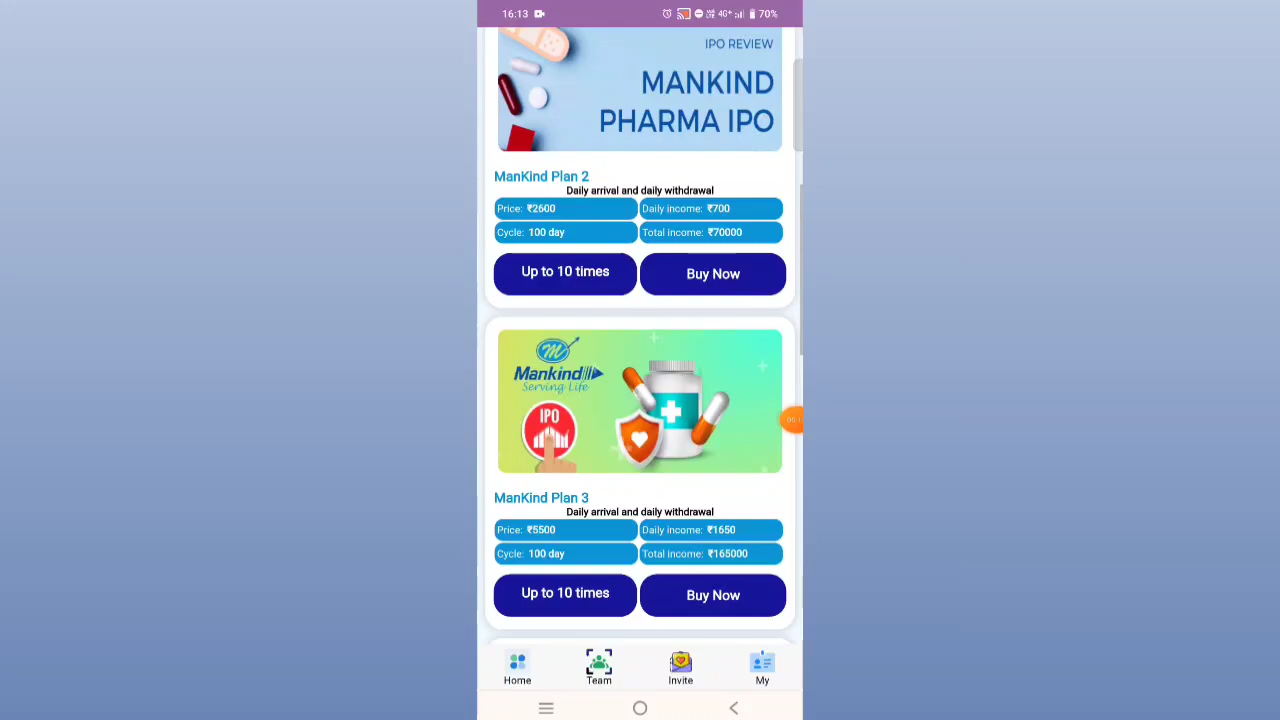 16:13 4G+ 70%
IPO REVIEW
MANKIND
PHARMA IPO
ManKind Plan 2
Daily arrival and daily withdrawal
Price: ₹2600 Daily income: ₹700
Cycle: 100 day Total income: ₹70000
Up to 10 times Buy Now
Mankind
Serving Life
IPO
ManKind Plan 3
Daily arrival and daily withdrawal
Price: ₹5500 Daily income: ₹1650
Cycle: 100 day Total income: ₹165000
Up to 10 times Buy Now
Home Team Invite My